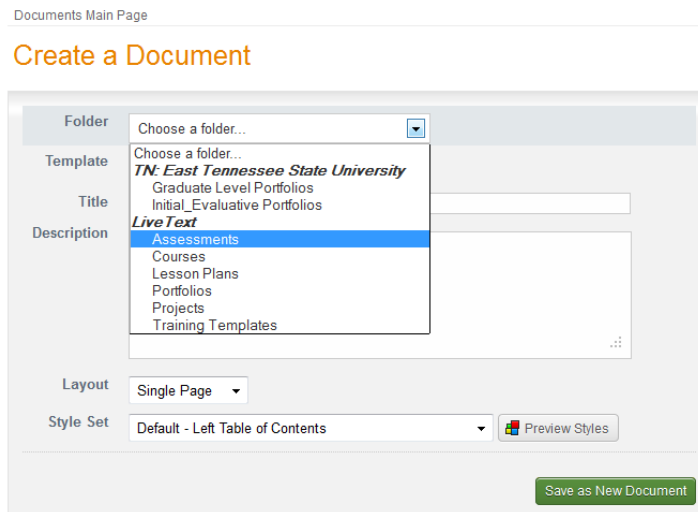 Documents Main Page
Create a Document
Folder
Choose a folder...
Choose a folder...
TN: East Tennessee State University
Graduate Level Portfolios
Initial_Evaluative Portfolios
LiveText
Assessments
Courses
Lesson Plans
Portfolios
Projects
Training Templates
Template
Title
Description
Layout
Single Page
Style Set
Default - Left Table of Contents
Preview Styles
Save as New Document